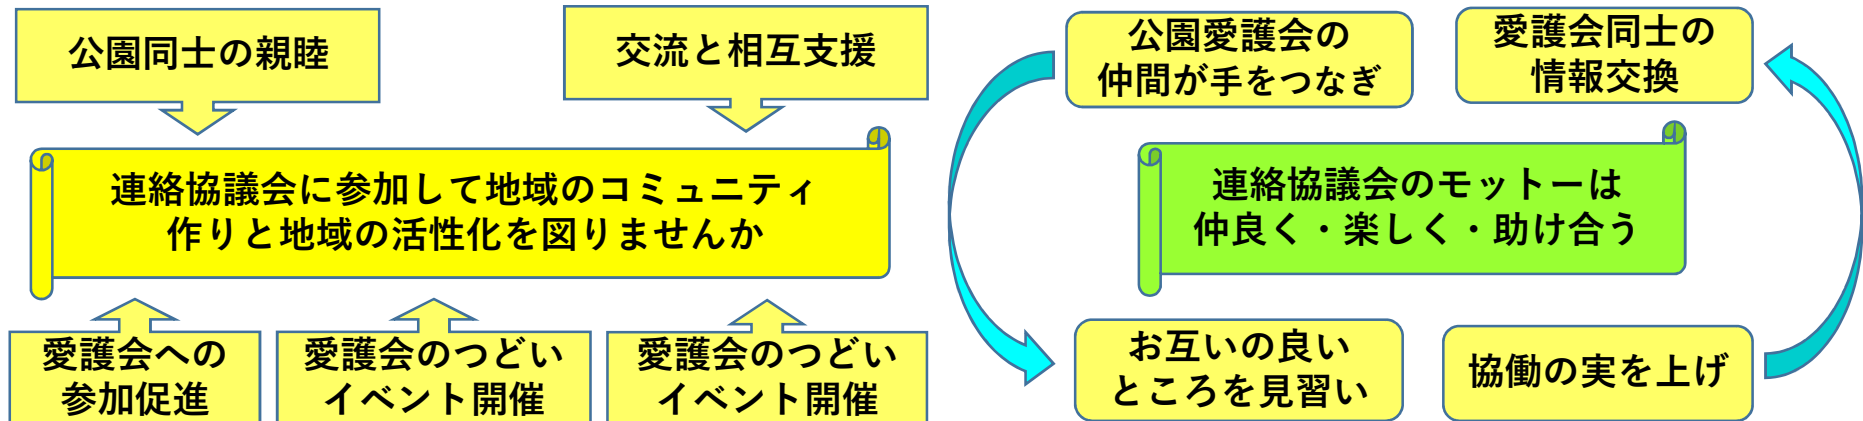 公園同士の親睦
交流と相互支援
連絡協議会に参加して地域のコミュニティ
作りと地域の活性化を図りませんか
愛護会への
参加促進
愛護会のつどい
イベント開催
愛護会のつどい
イベント開催
公園愛護会の
仲間が手をつなぎ
愛護会同士の
情報交換
連絡協議会のモットーは
仲良く・楽しく・助け合う
お互いの良い
ところを見習い
協働の実を上げ